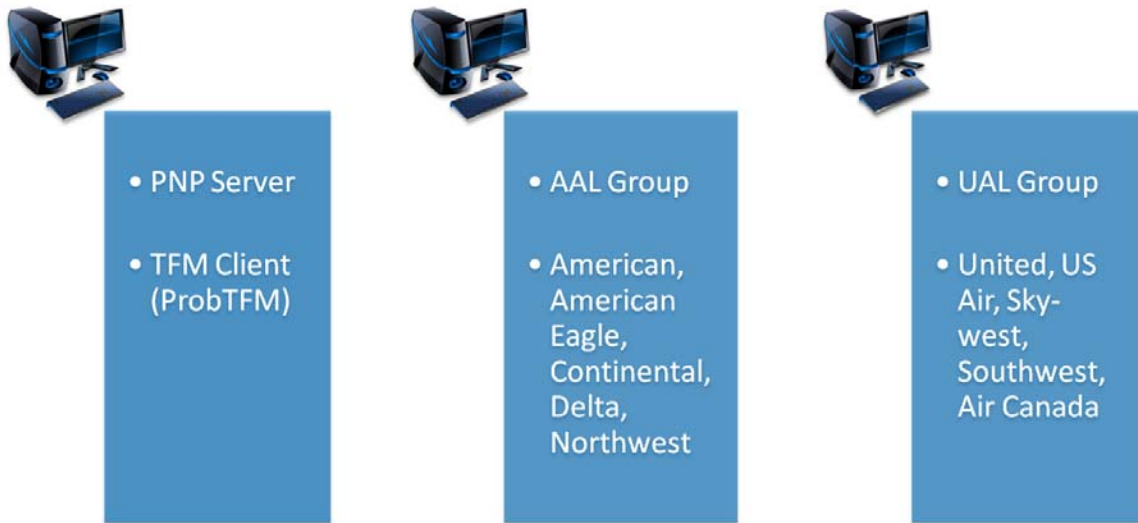 • PNP Server
• TFM Client
(ProbTFM)
• AAL Group
• American,
American
Eagle,
Continental,
Delta,
Northwest
• UAL Group
• United, US
Air, Sky-
west,
Southwest,
Air Canada